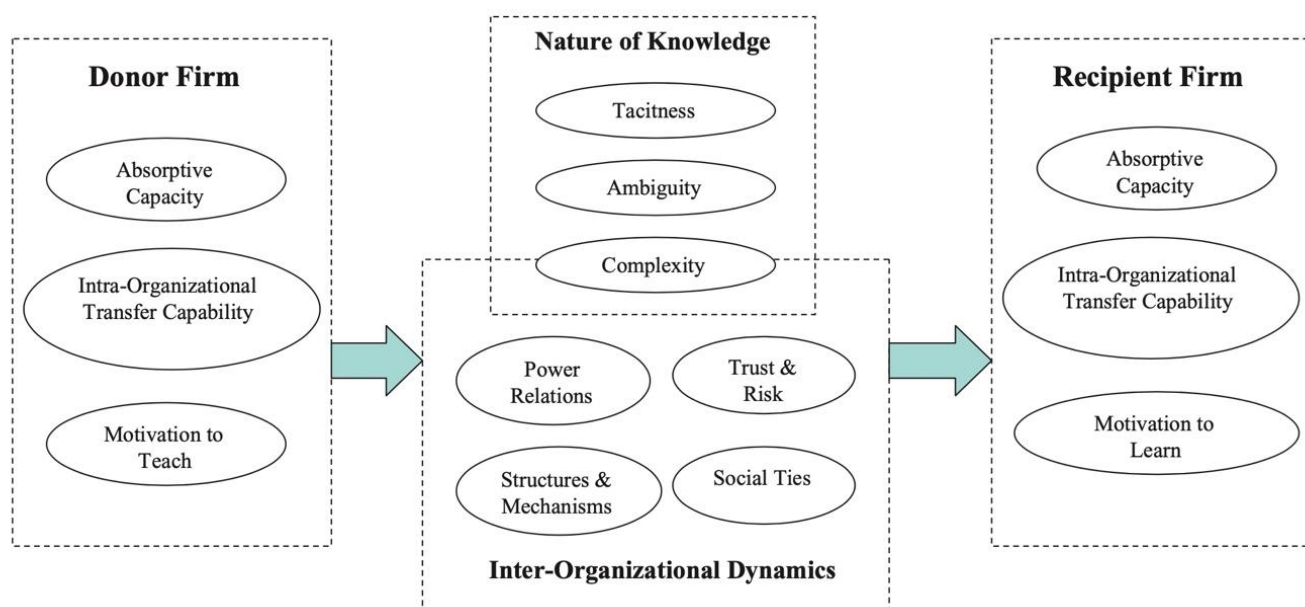 Donor Firm
Absorptive
Capacity
Intra-Organizational
Transfer Capability
Motivation to
Teach
Nature of Knowledge
Tacitness
Ambiguity
Complexity
Power
Relations
Trust &
Risk
Structures &
Mechanisms
Social Ties
Inter-Organizational Dynamics
Recipient Firm
Absorptive
Capacity
Intra-Organizational
Transfer Capability
Motivation to
Learn